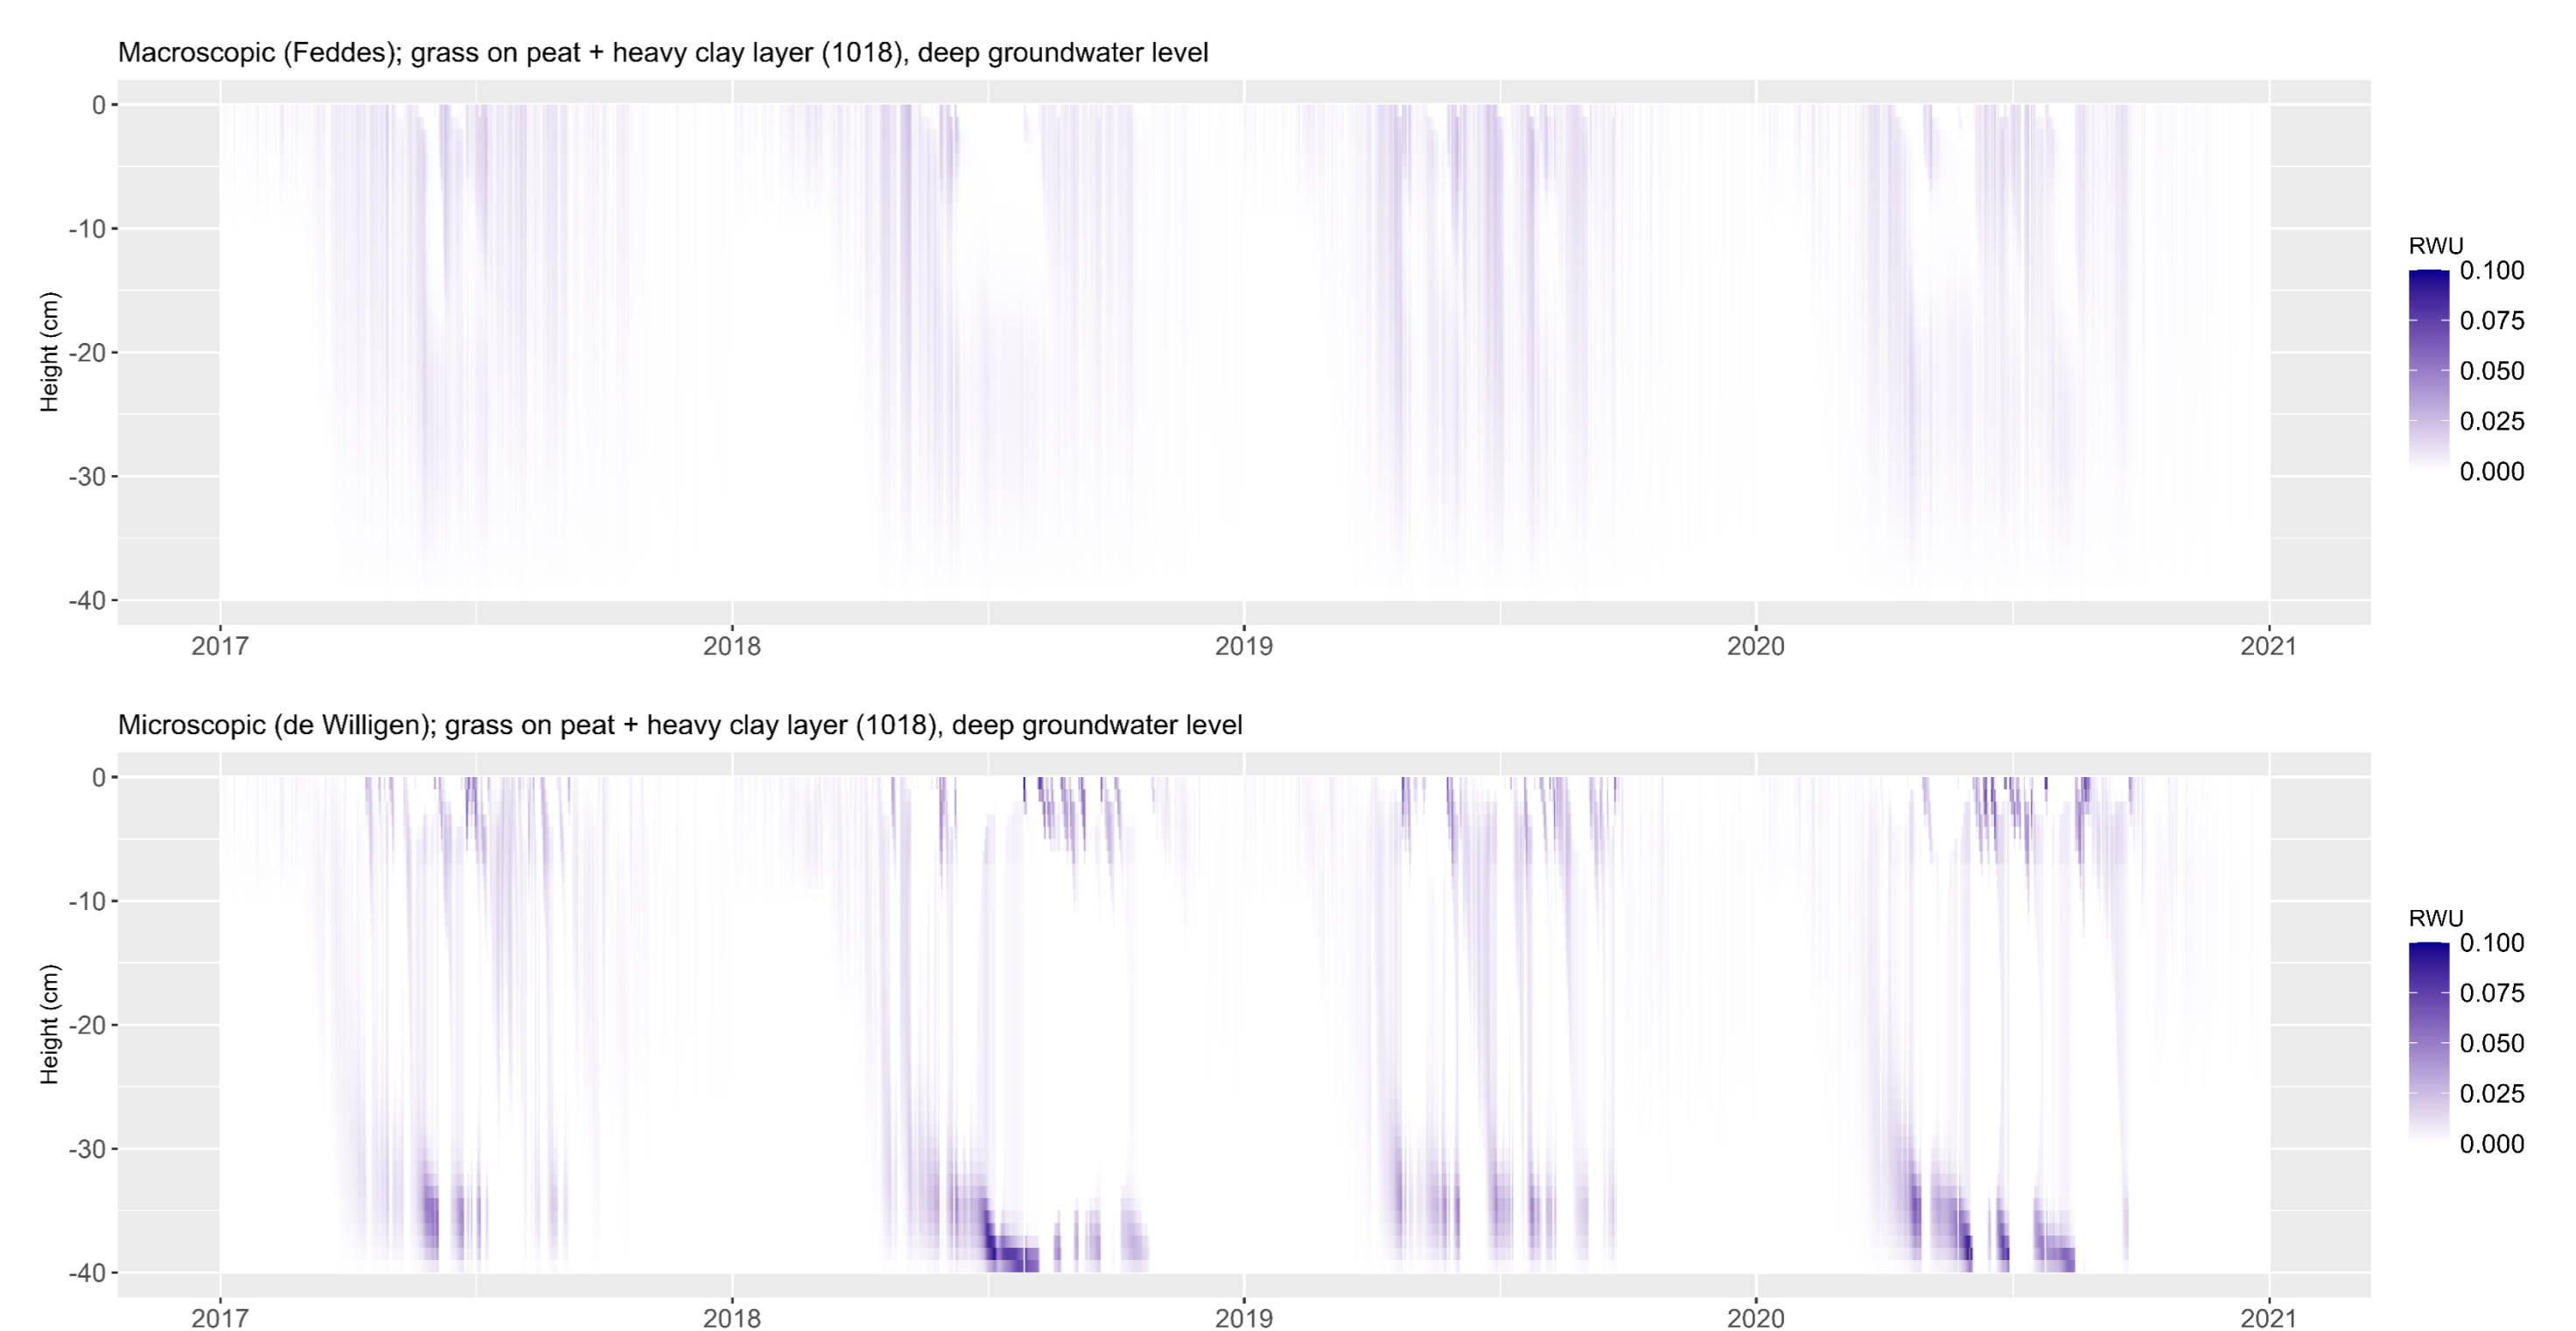 Macroscopic (Feddes); grass on peat + heavy clay layer (1018), deep groundwater level
0
-10
-20
-30
-40
Height (cm)
2017 2018 2019 2020 2021
RWU
0.100
0.075
0.050
0.025
0.000
Microscopic (de Willigen); grass on peat + heavy clay layer (1018), deep groundwater level
0
-10
-20
-30
-40
Height (cm)
2017 2018 2019 2020 2021
RWU
0.100
0.075
0.050
0.025
0.000